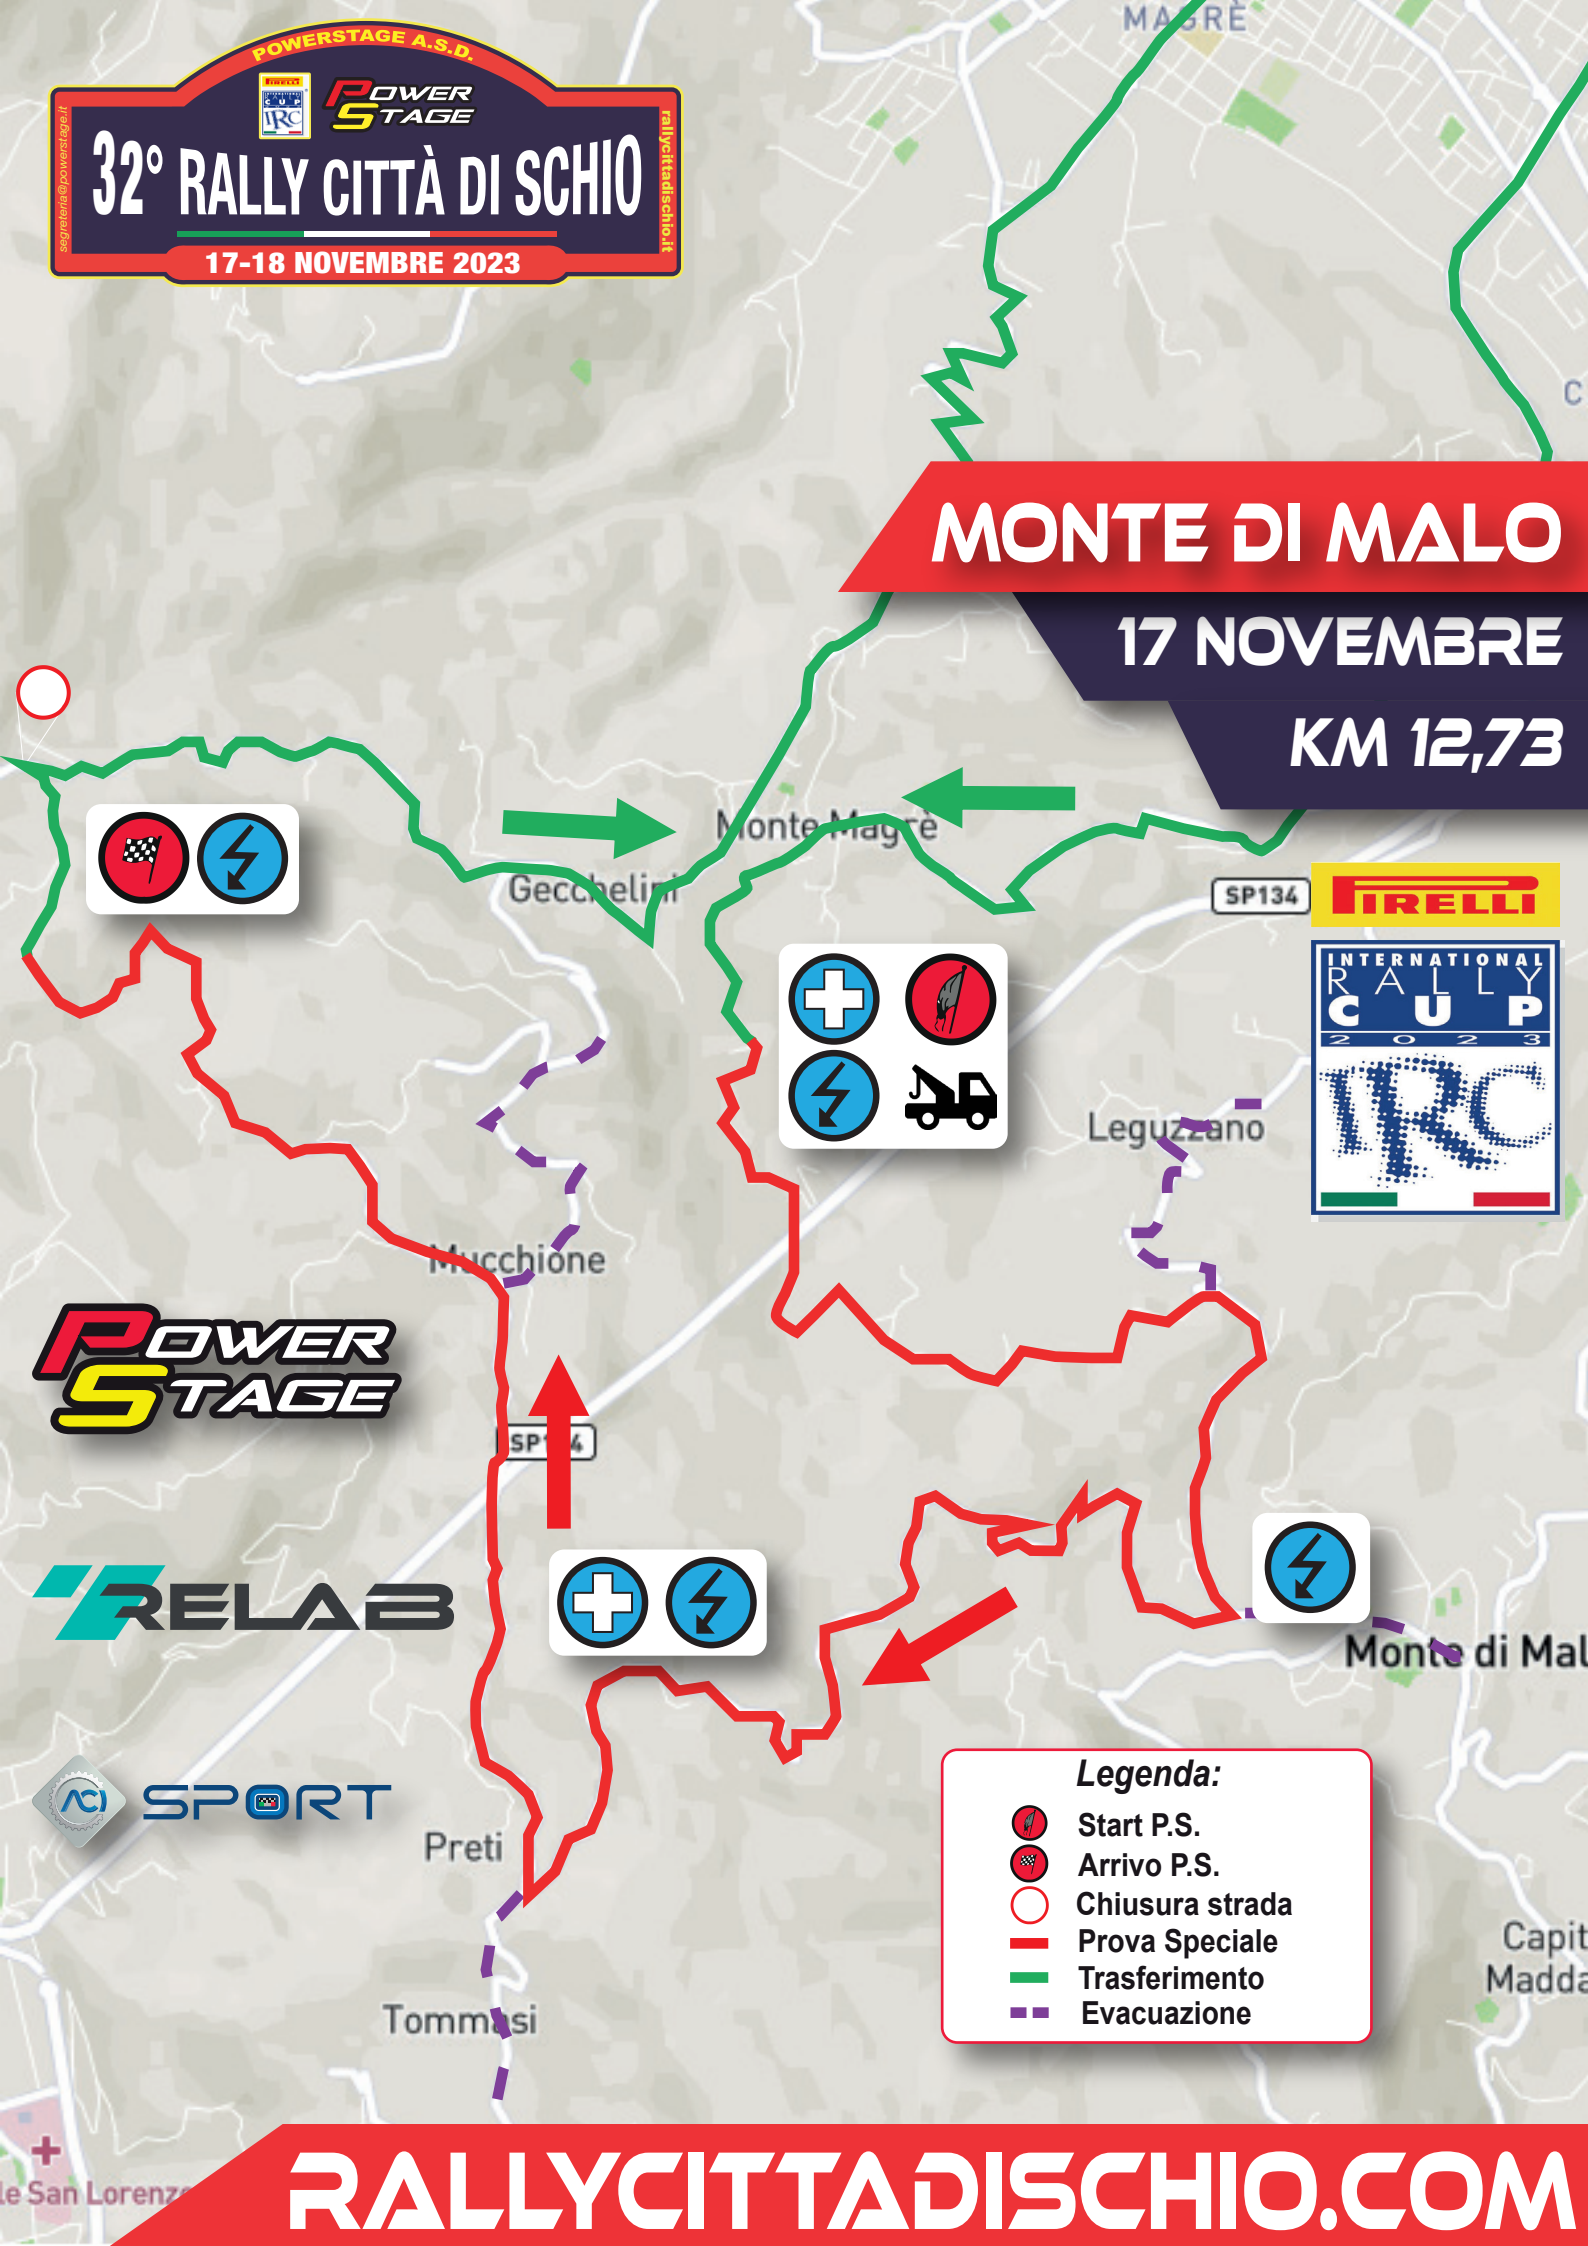 MAGRÈ
POWERSTAGE A.S.D.
PIRELLI
CUP
IRC
POWER
STAGE
segreteria@powerstage.it
32° RALLY CITTÀ DI SCHIO
rallycittadischio.it
17-18 NOVEMBRE 2023
C
MONTE DI MALO
17 NOVEMBRE
KM 12,73
Monte Magrè
Gecchelini
SP134
PIRELLI
INTERNATIONAL
RALLY
CUP
2023
IRC
Leguzzano
Mucchione
POWER
STAGE
SP134
RELAB
Monte di Mal
ACI SPORT
Preti
Legenda:
Start P.S.
Arrivo P.S.
Chiusura strada
Prova Speciale
Trasferimento
Evacuazione
Capit
Madda
Tommasi
le San Lorenzo
RALLYCITTADISCHIO.COM